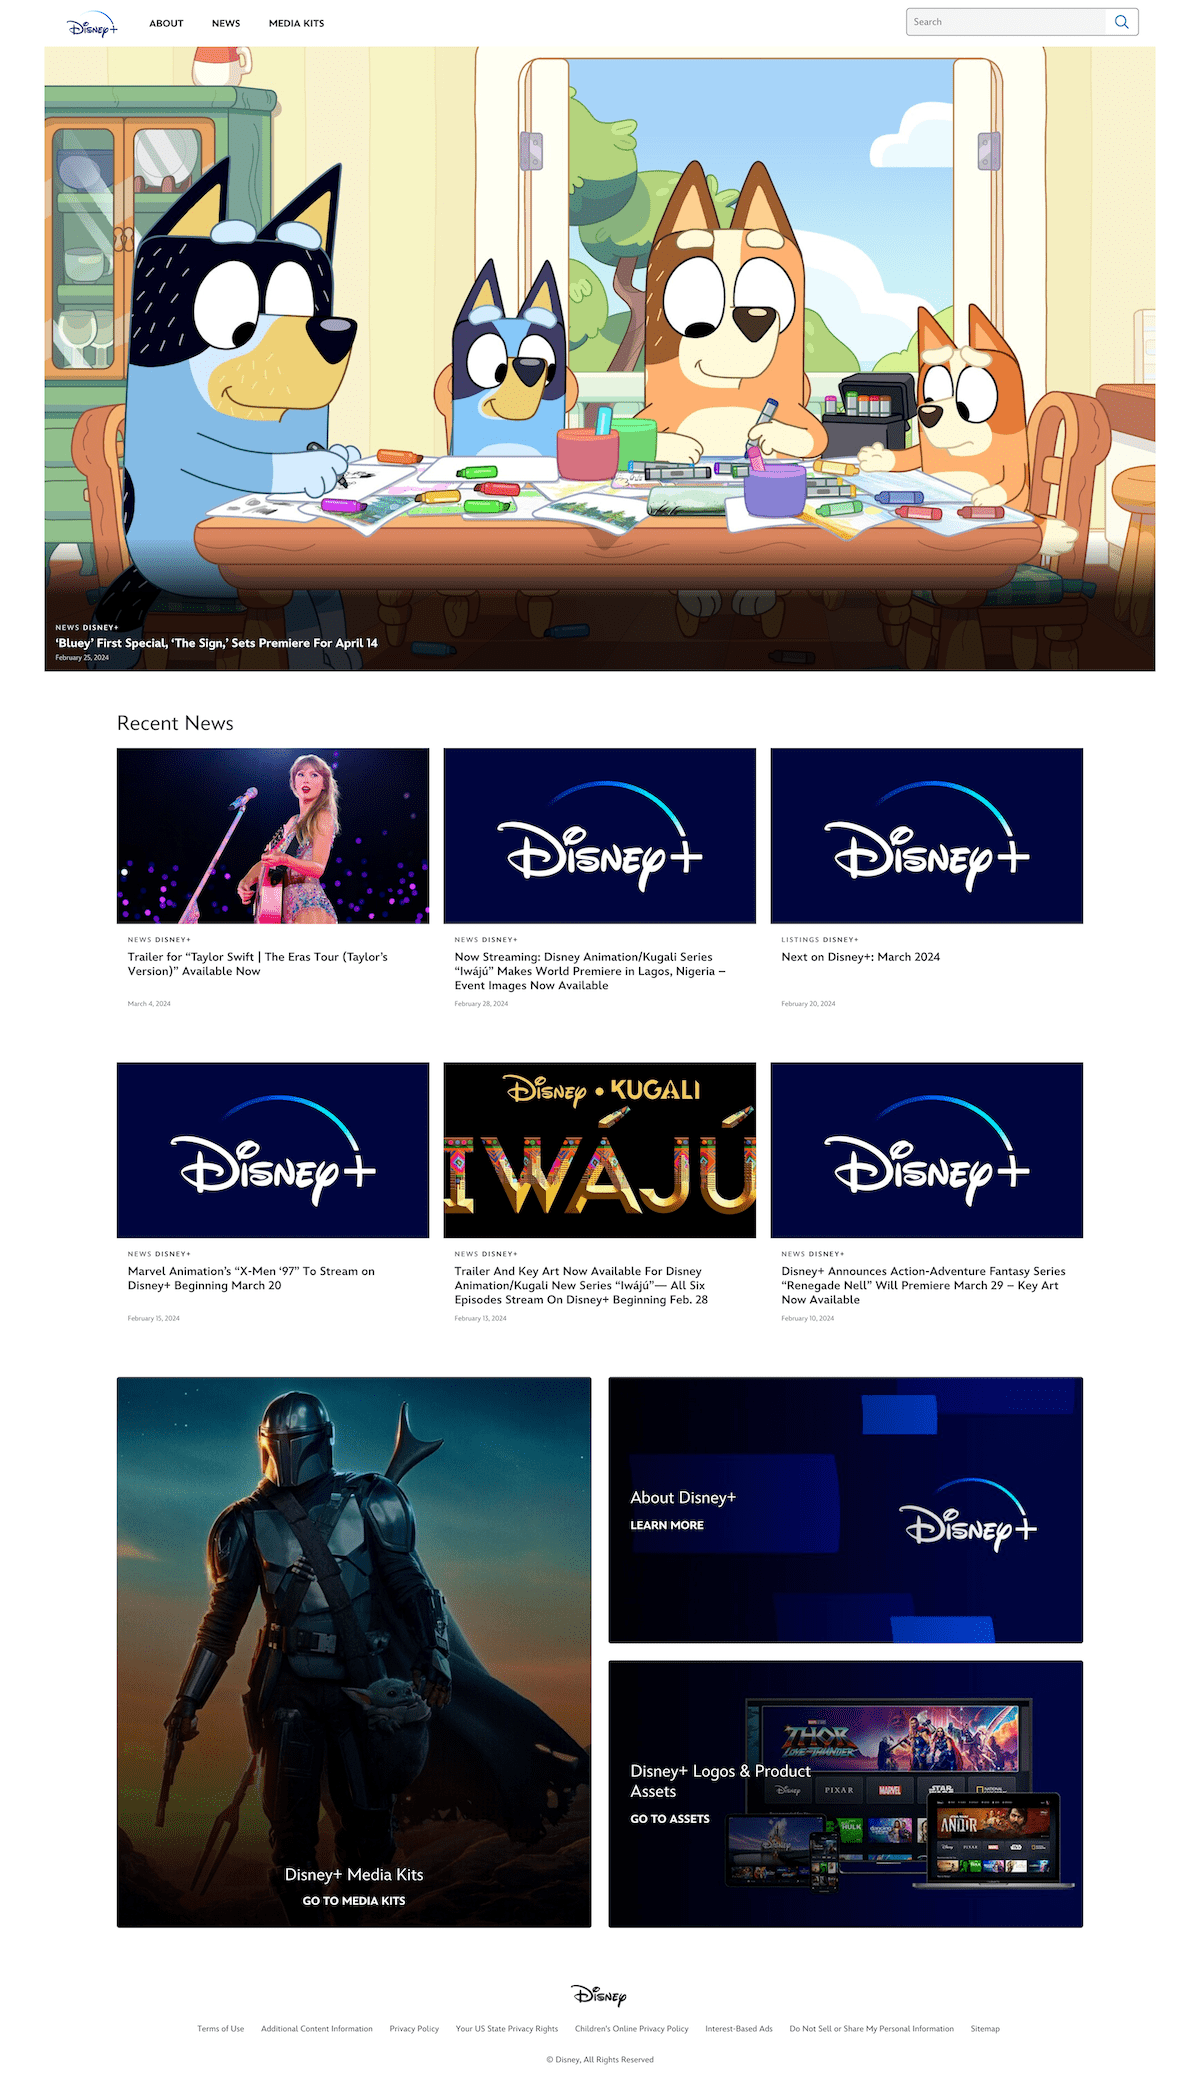 Disney+
ABOUT
NEWS
MEDIA KITS
Search
NEWS DISNEY+
‘Bluey’ First Special, ‘The Sign,’ Sets Premiere For April 14
February 25, 2024
Recent News
NEWS DISNEY+
Trailer for “Taylor Swift | The Eras Tour (Taylor’s
Version)” Available Now
March 4, 2024
Disney+
NEWS DISNEY+
Now Streaming: Disney Animation/Kugali Series
“Iwájú” Makes World Premiere in Lagos, Nigeria –
Event Images Now Available
February 28, 2024
Disney+
LISTINGS DISNEY+
Next on Disney+: March 2024
February 20, 2024
Disney+
NEWS DISNEY+
Marvel Animation’s “X-Men ‘97” To Stream on
Disney+ Beginning March 20
February 15, 2024
Disney • KUGALI
IWÁJÚ
NEWS DISNEY+
Trailer And Key Art Now Available For Disney
Animation/Kugali New Series “Iwájú”— All Six
Episodes Stream On Disney+ Beginning Feb. 28
February 13, 2024
Disney+
NEWS DISNEY+
Disney+ Announces Action-Adventure Fantasy Series
“Renegade Nell” Will Premiere March 29 – Key Art
Now Available
February 10, 2024
Disney+ Media Kits
GO TO MEDIA KITS
About Disney+
LEARN MORE
Disney+
Disney+ Logos & Product
Assets
GO TO ASSETS
THOR
LOVE AND THUNDER
Disney
PIXAR
MARVEL
STAR WARS
NATIONAL GEOGRAPHIC
HULK
Disney
ANDOR
Disney
Terms of Use
Additional Content Information
Privacy Policy
Your US State Privacy Rights
Children's Online Privacy Policy
Interest-Based Ads
Do Not Sell or Share My Personal Information
Sitemap
© Disney, All Rights Reserved